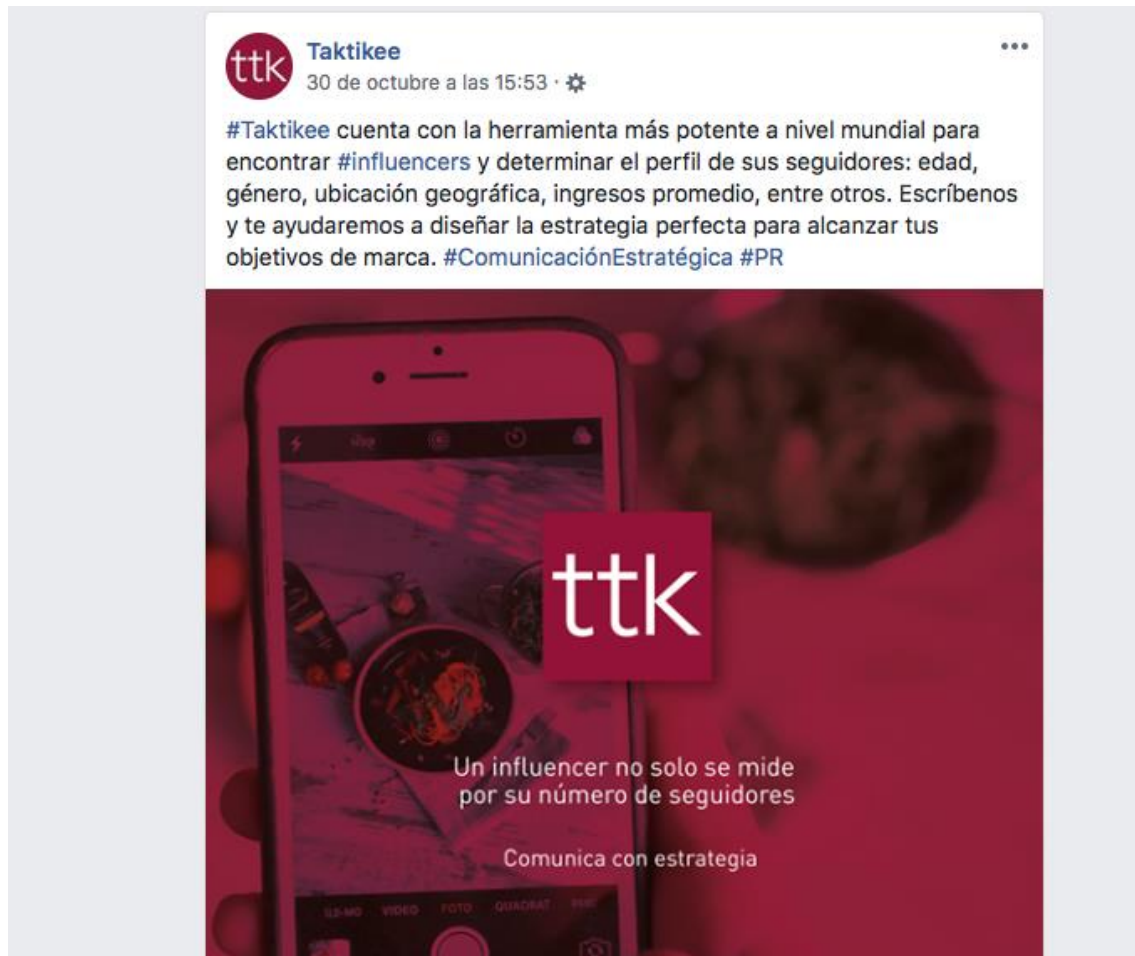 ttk
Taktikee
30 de octubre a las 15:53 ·
#Taktikee cuenta con la herramienta más potente a nivel mundial para
encontrar #influencers y determinar el perfil de sus seguidores: edad,
género, ubicación geográfica, ingresos promedio, entre otros. Escríbenos
y te ayudaremos a diseñar la estrategia perfecta para alcanzar tus
objetivos de marca. #ComunicaciónEstratégica #PR
ttk
Un influencer no solo se mide
por su número de seguidores
Comunica con estrategia
VIDEO FOTO QUADRAT